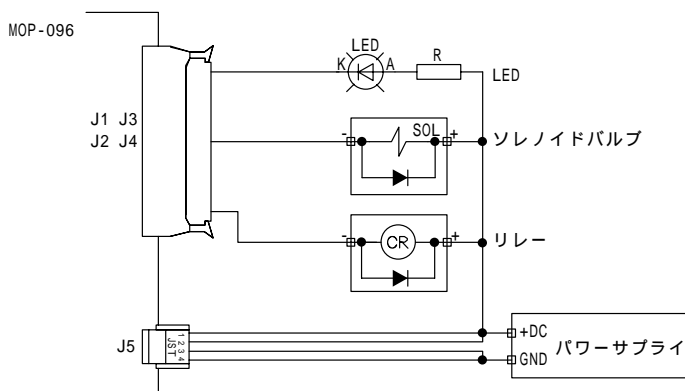 MOP-096
LED
K A R
LED
J1 J3
J2 J4
- SOL + ソレノイドバルブ
- CR + リレー
J5 JST 1 2 3 4
+DC
GND
パワーサプライ